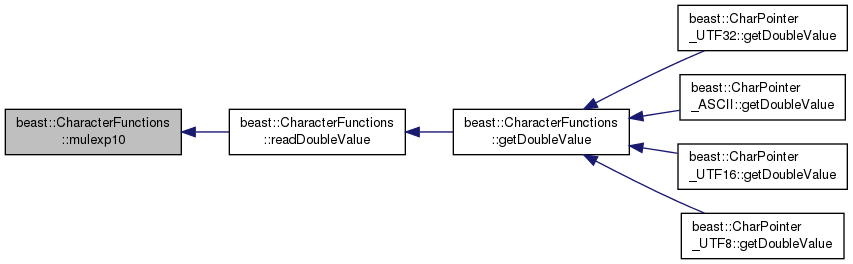 beast::CharacterFunctions
::mulexp10
beast::CharacterFunctions
::readDoubleValue
beast::CharacterFunctions
::getDoubleValue
beast::CharPointer
_UTF32::getDoubleValue
beast::CharPointer
_ASCII::getDoubleValue
beast::CharPointer
_UTF16::getDoubleValue
beast::CharPointer
_UTF8::getDoubleValue